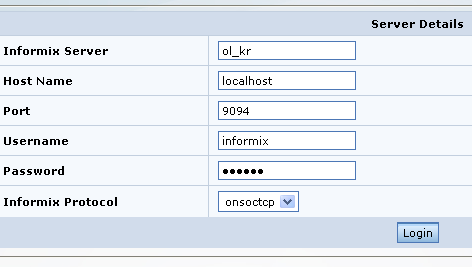 Server Details
Informix Server ol_kr
Host Name localhost
Port 9094
Username informix
Password ●●●●●●
Informix Protocol onsoctcp
Login